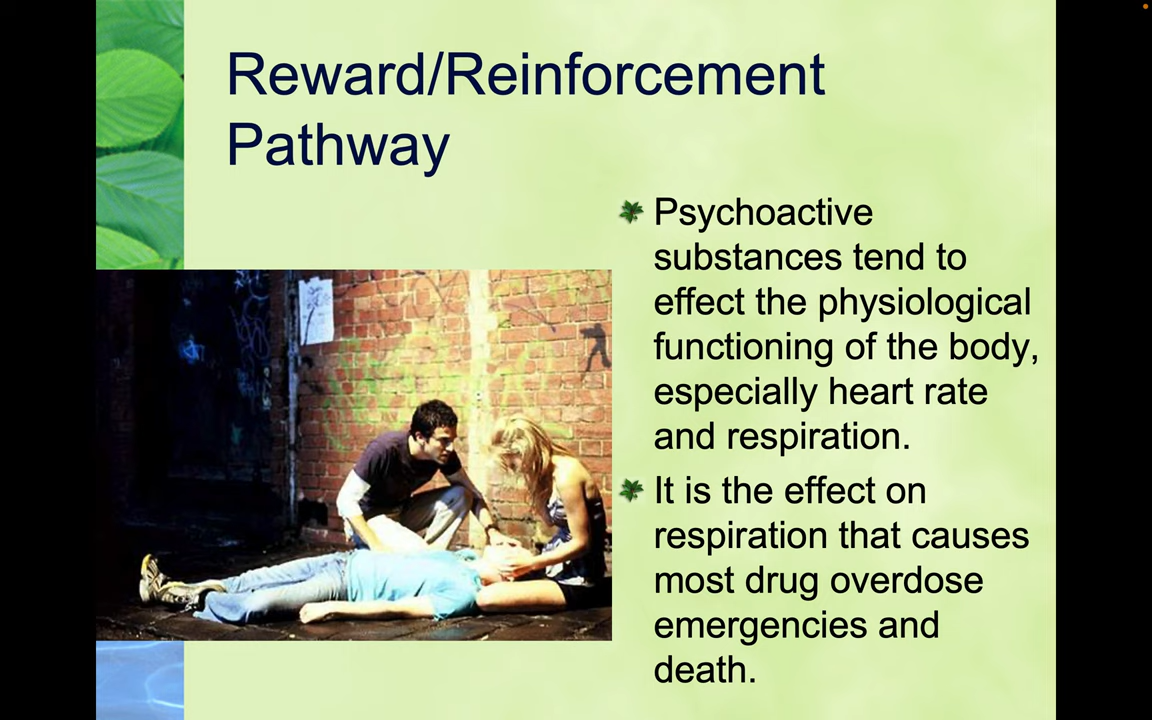 Reward/Reinforcement
Pathway
Psychoactive
substances tend to
effect the physiological
functioning of the body,
especially heart rate
and respiration.
It is the effect on
respiration that causes
most drug overdose
emergencies and
death.